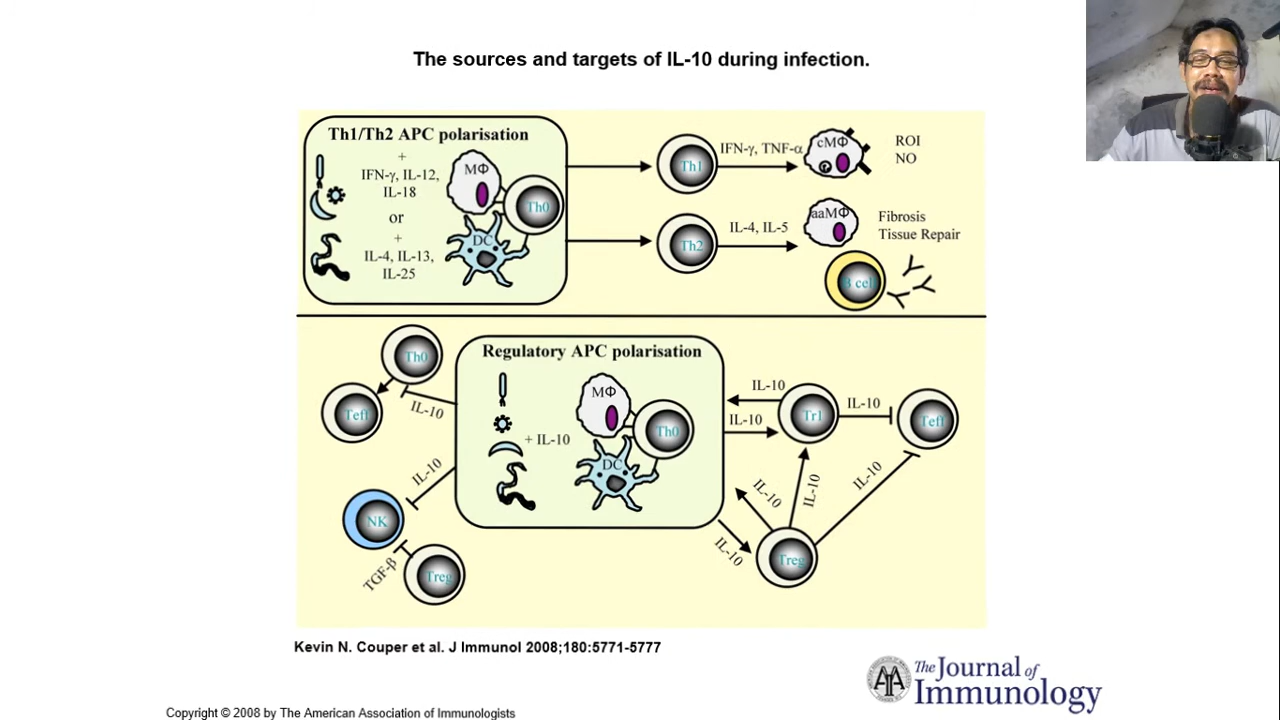 The sources and targets of IL-10 during infection.
Th1/Th2 APC polarisation
+
IFN-γ, IL-12,
IL-18
or
+
IL-4, IL-13,
IL-25
MΦ
Th0
DC
Th1
IFN-γ, TNF-α
cMΦ
ROI
NO
Th2
IL-4, IL-5
aaMΦ
Fibrosis
Tissue Repair
B cell
Th0
Teff
IL-10
Regulatory APC polarisation
+ IL-10
MΦ
Th0
DC
IL-10
IL-10
Tr1
IL-10
Teff
IL-10
NK
TGF-β
Treg
IL-10
IL-10
IL-10
IL-10
Treg
Kevin N. Couper et al. J Immunol 2008;180:5771-5777
The Journal of
Immunology
Copyright © 2008 by The American Association of Immunologists